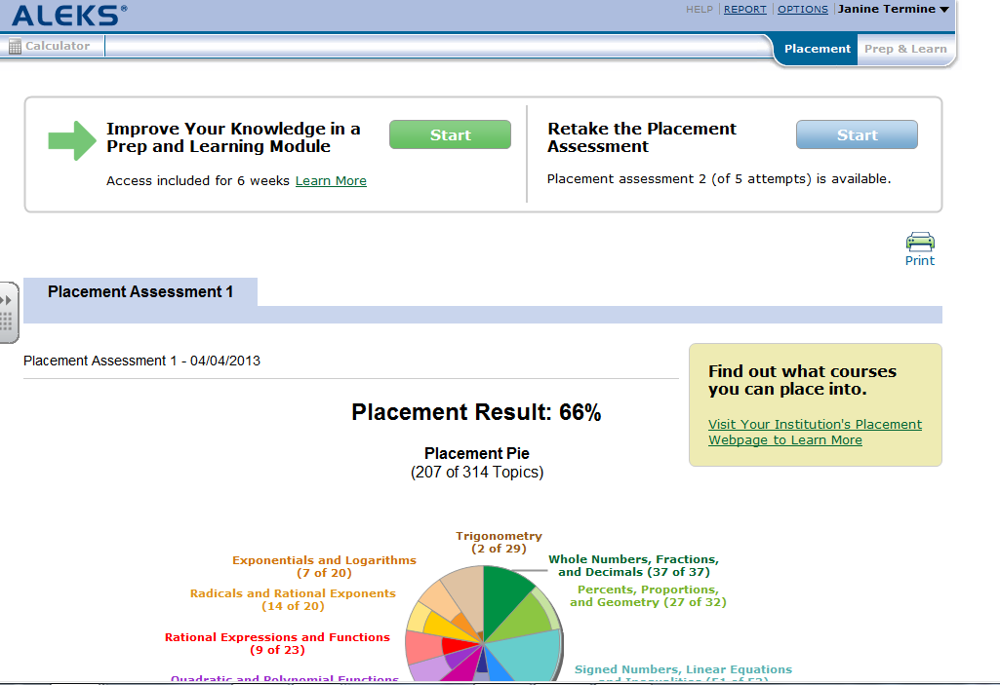 ALEKS®
HELP REPORT OPTIONS Janine Termine
Calculator
Placement Prep & Learn
Improve Your Knowledge in a
Prep and Learning Module
Start
Access included for 6 weeks Learn More
Retake the Placement
Assessment
Start
Placement assessment 2 (of 5 attempts) is available.
Print
Placement Assessment 1
Placement Assessment 1 - 04/04/2013
Find out what courses
you can place into.
Visit Your Institution's Placement
Webpage to Learn More
Placement Result: 66%
Placement Pie
(207 of 314 Topics)
Trigonometry
(2 of 29)
Exponentials and Logarithms
(7 of 20)
Whole Numbers, Fractions,
and Decimals (37 of 37)
Radicals and Rational Exponents
(14 of 20)
Percents, Proportions,
and Geometry (27 of 32)
Rational Expressions and Functions
(9 of 23)
Signed Numbers, Linear Equations
and Inequalities (51 of 52)
Quadratic and Polynomial Functions